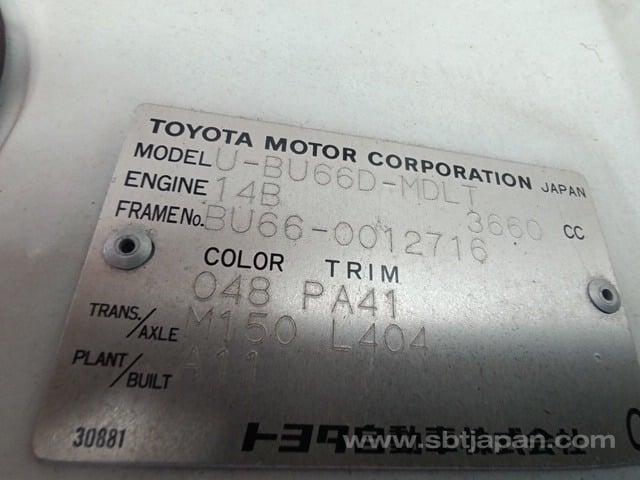 TOYOTA MOTOR CORPORATION JAPAN
MODEL U-BU66D-MDLT
ENGINE 14B 3660 CC
FRAME No. BU66-0012716
COLOR TRIM
048 PA41
TRANS./AXLE M150 L404
PLANT/BUILT A11
30881 トヨタ自動車株式会社
www.sbtjapan.com